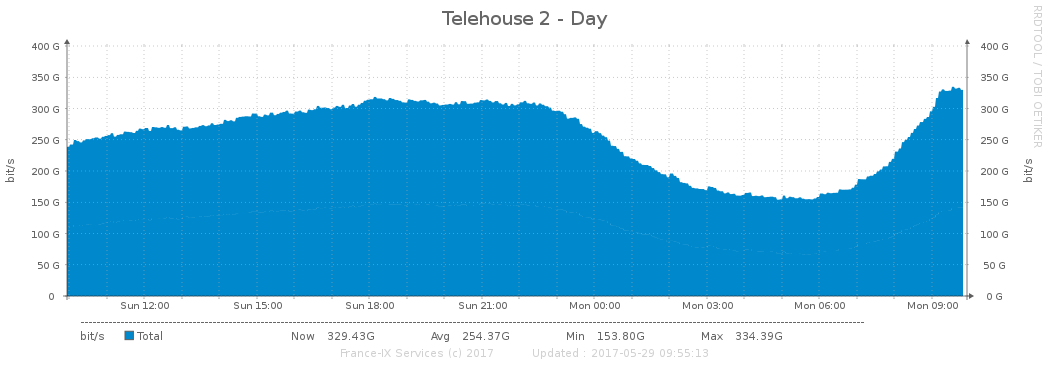 Telehouse 2 - Day
RRDTOOL / TOBI OETIKER
bit/s
400 G
350 G
300 G
250 G
200 G
150 G
100 G
50 G
0
400 G
350 G
300 G
250 G
200 G
150 G
100 G
50 G
0 G
bit/s
Sun 12:00 Sun 15:00 Sun 18:00 Sun 21:00 Mon 00:00 Mon 03:00 Mon 06:00 Mon 09:00
bit/s Total Now 329.43G Avg 254.37G Min 153.80G Max 334.39G
France-IX Services (c) 2017 Updated : 2017-05-29 09:55:13